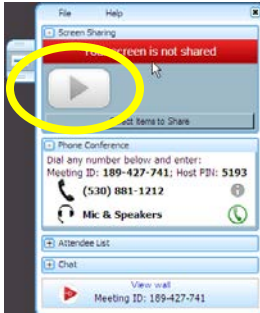 File Help
Screen Sharing
screen is not shared
Items to Share
Phone Conference
Dial any number below and enter:
Meeting ID: 189-427-741; Host PIN: 5193
(530) 881-1212
Mic & Speakers
Attendee List
Chat
View wall
Meeting ID: 189-427-741